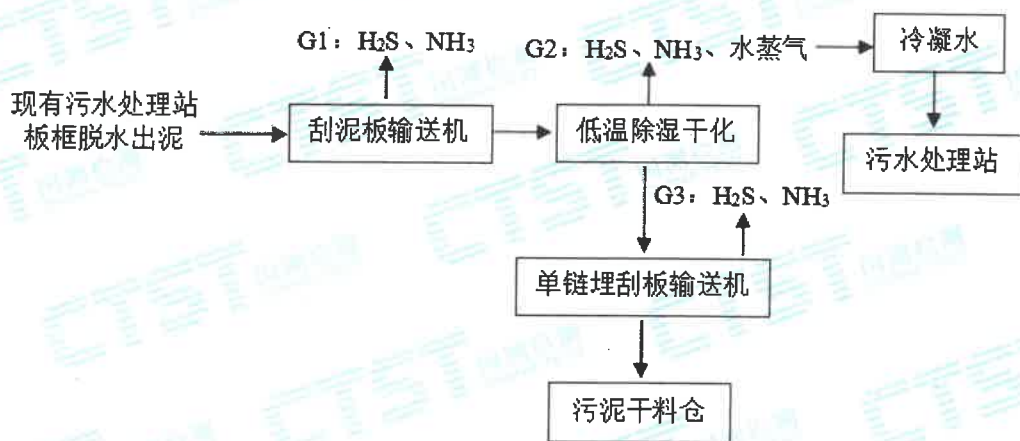 G1：H2S、NH3
G2：H2S、NH3、水蒸气
冷凝水
现有污水处理站
板框脱水出泥
刮泥板输送机
低温除湿干化
污水处理站
G3：H2S、NH3
单链埋刮板输送机
污泥干料仓
CTST